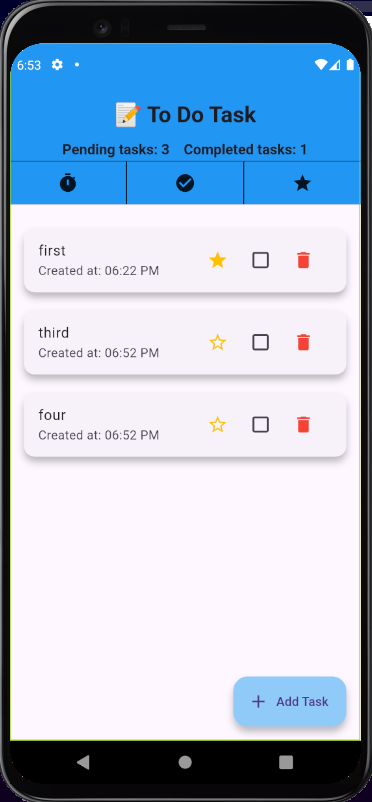 6:53
To Do Task
Pending tasks: 3 Completed tasks: 1
first
Created at: 06:22 PM
third
Created at: 06:52 PM
four
Created at: 06:52 PM
Add Task